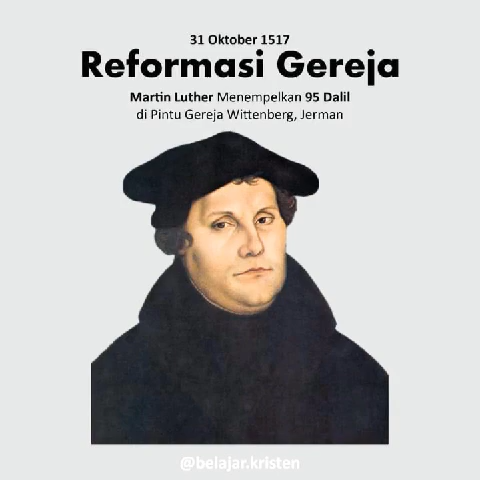 31 Oktober 1517
Reformasi Gereja
Martin Luther Menempelkan 95 Dalil
di Pintu Gereja Wittenberg, Jerman
@belajar.kristen